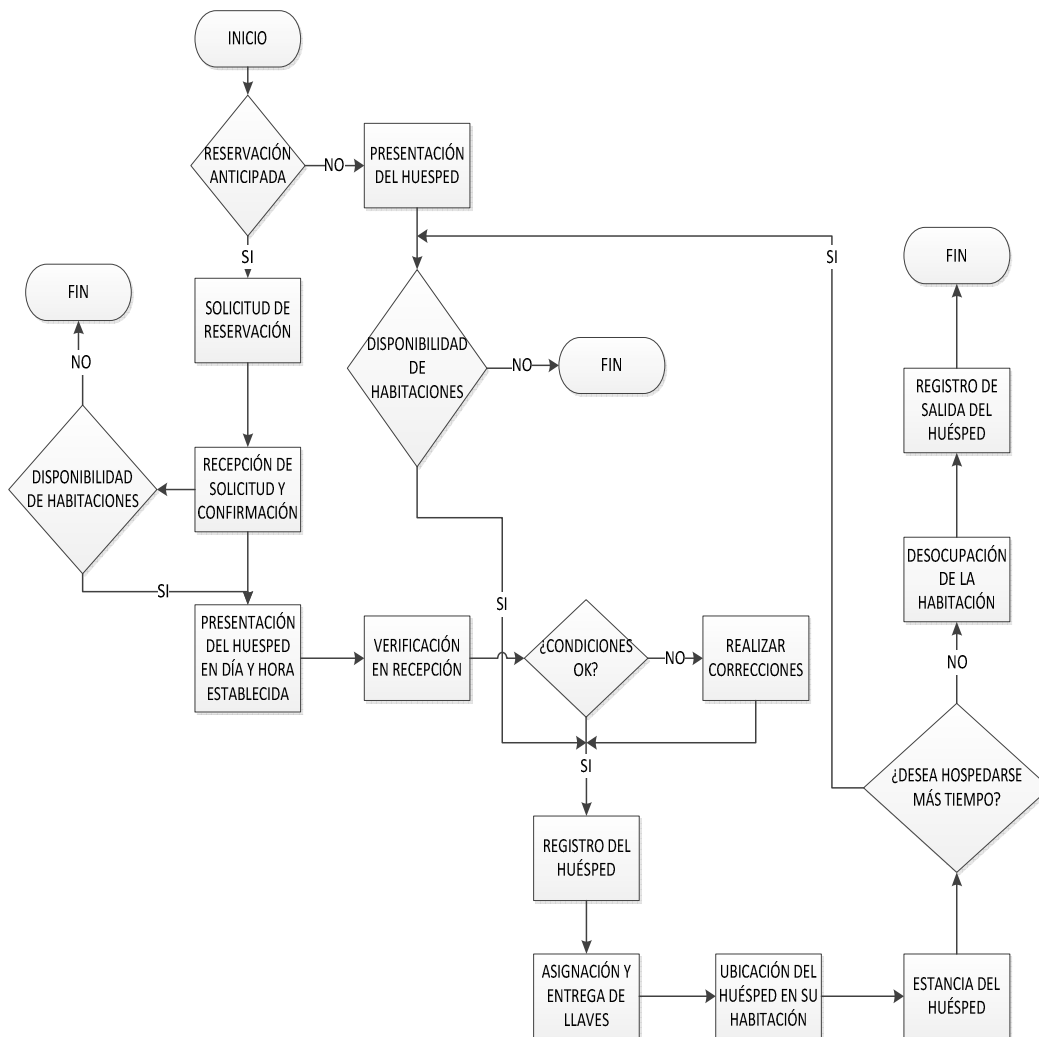 INICIO
RESERVACIÓN
ANTICIPADA
NO
PRESENTACIÓN
DEL HUESPED
SI
SOLICITUD DE
RESERVACIÓN
FIN
NO
DISPONIBILIDAD
DE HABITACIONES
RECEPCIÓN DE
SOLICITUD Y
CONFIRMACIÓN
SI
DISPONIBILIDAD
DE
HABITACIONES
NO
FIN
SI
PRESENTACIÓN
DEL HUESPED
EN DÍA Y HORA
ESTABLECIDA
VERIFICACIÓN
EN RECEPCIÓN
¿CONDICIONES
OK?
NO
REALIZAR
CORRECCIONES
SI
REGISTRO DEL
HUÉSPED
ASIGNACIÓN Y
ENTREGA DE
LLAVES
UBICACIÓN DEL
HUÉSPED EN SU
HABITACIÓN
ESTANCIA DEL
HUÉSPED
¿DESEA HOSPEDARSE
MÁS TIEMPO?
SI
NO
DESOCUPACIÓN
DE LA
HABITACIÓN
REGISTRO DE
SALIDA DEL
HUÉSPED
FIN